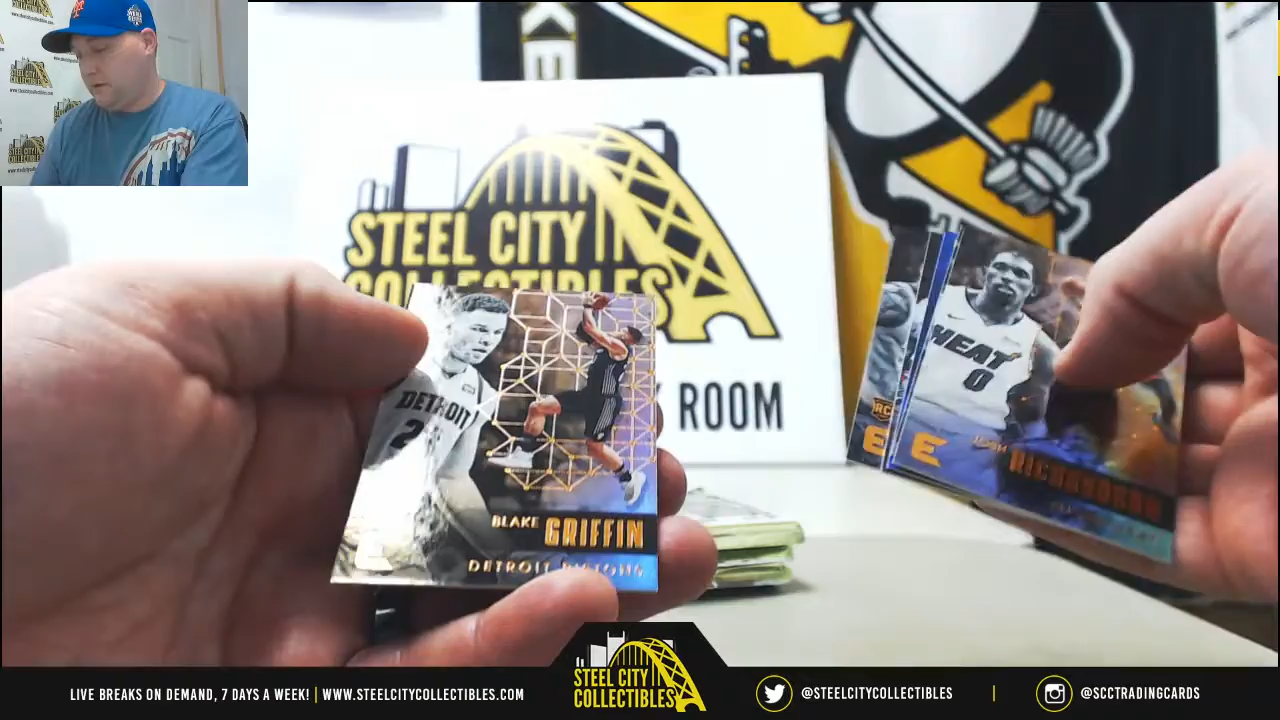 STEEL CITY
COLLECTIBLES
ROOM
HEAT
0
RC
E
E
RICHARDSON
DETROIT
2
BLAKE GRIFFIN
DETROIT PISTONS
LIVE BREAKS ON DEMAND, 7 DAYS A WEEK! | WWW.STEELCITYCOLLECTIBLES.COM
STEEL CITY
COLLECTIBLES
@STEELCITYCOLLECTIBLES | @SCCTRADINGCARDS